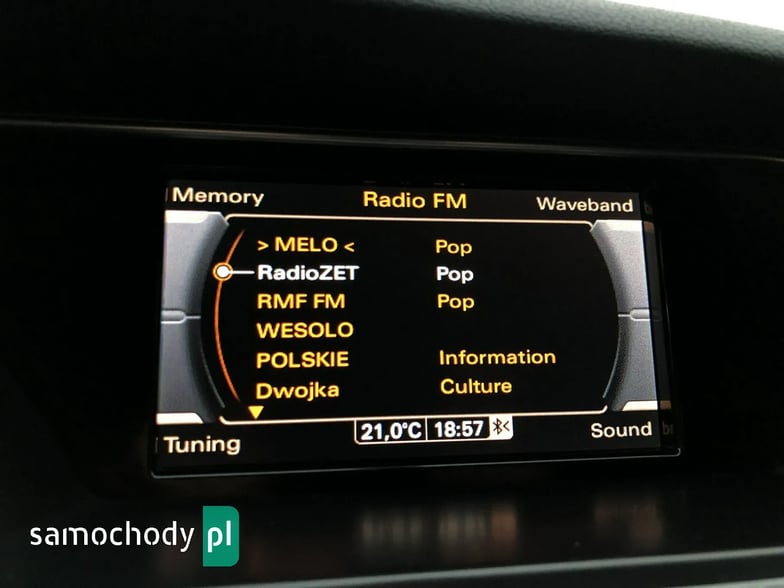 Memory Radio FM Waveband
> MELO < Pop
RadioZET Pop
RMF FM Pop
WESOLO
POLSKIE Information
Dwojka Culture
21,0°C 18:57
Tuning Sound
samochody pl